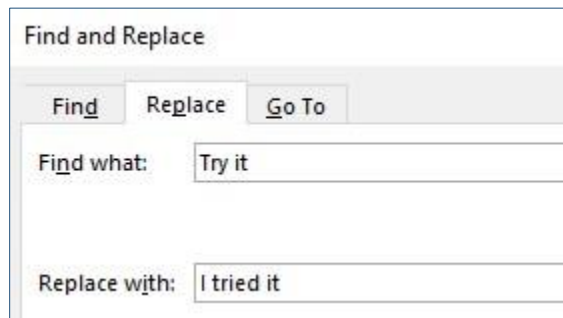 Find and Replace
Find Replace Go To
Find what: Try it
Replace with: I tried it